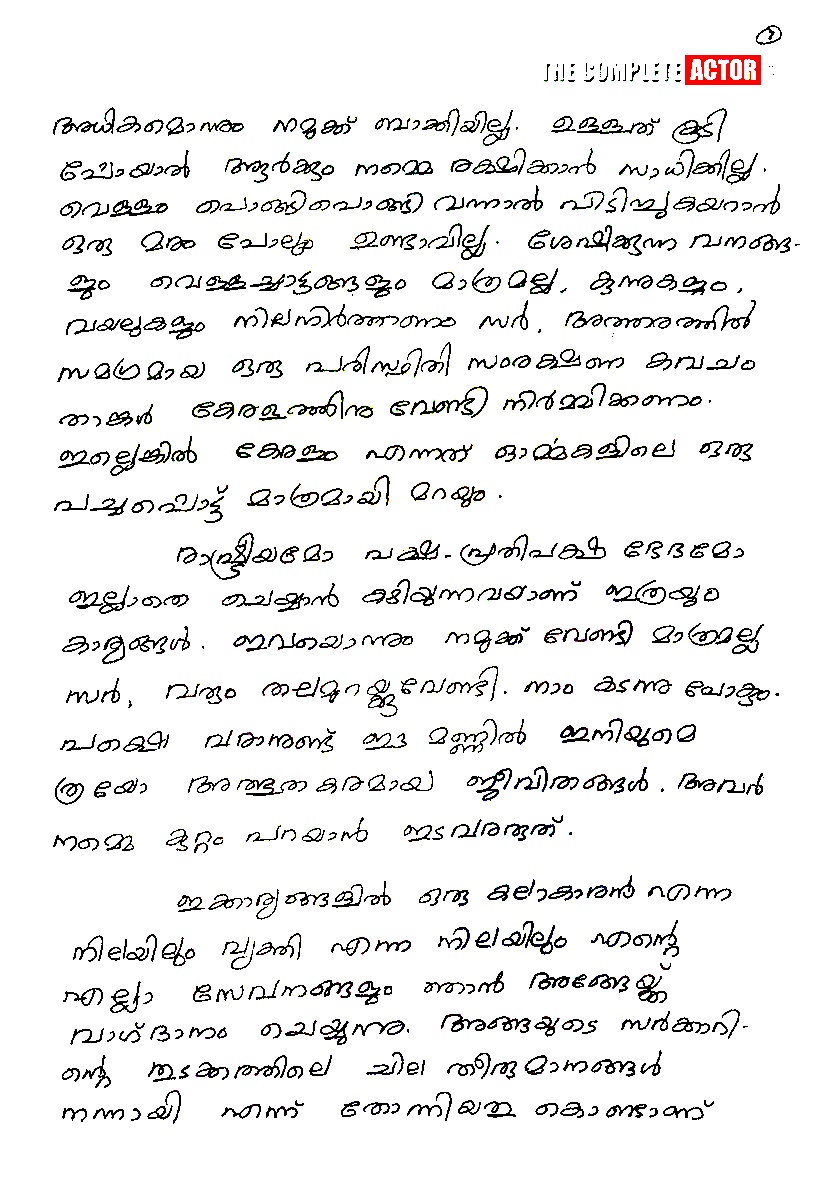 7
THE COMPLETE ACTOR
അധികമൊന്നും നമുക്ക് ബാക്കിയില്ല. ഉള്ളത് കൂടി
പോയാൽ ആർക്കും നമ്മെ രക്ഷിക്കാൻ സാധിക്കില്ല.
വെള്ളം പൊങ്ങിപൊങ്ങി വന്നാൽ പിടിച്ചുകയറാൻ
ഒരു മരം പോലും ഉണ്ടാവില്ല. ശേഷിക്കുന്ന വനങ്ങ-
ളും വെള്ളച്ചാട്ടങ്ങളും മാത്രമല്ല, കുന്നുകളും,
വയലുകളും നിലനിർത്തണം സർ, അത്തരത്തിൽ
സമഗ്രമായ ഒരു പരിസ്ഥിതി സംരക്ഷണ കവചം
താങ്കൾ കേരളത്തിനു വേണ്ടി നിർമ്മിക്കണം.
ഇല്ലെങ്കിൽ കേരളം എന്നത് ഓർമ്മകളിലെ ഒരു
പച്ചപ്പൊട്ട് മാത്രമായി മറയും.
രാഷ്ട്രീയമോ പക്ഷ-പ്രതിപക്ഷ ഭേദമോ
ഇല്ലാതെ ചെയ്യാൻ കഴിയുന്നവയാണ് ഇത്രയും
കാര്യങ്ങൾ. ഇവയൊന്നും നമുക്ക് വേണ്ടി മാത്രമല്ല
സർ, വരും തലമുറയ്ക്കുവേണ്ടി. നാം കടന്നു പോകും.
പക്ഷെ വരാനുണ്ട് ഈ മണ്ണിൽ ഇനിയുമെ
ത്രയോ അത്ഭുതകരമായ ജീവിതങ്ങൾ. അവർ
നമ്മെ കുറ്റം പറയാൻ ഇടവരരുത്.
ഇക്കാര്യങ്ങളിൽ ഒരു കലാകാരൻ എന്ന
നിലയിലും വ്യക്തി എന്ന നിലയിലും എന്റെ
എല്ലാ സേവനങ്ങളും ഞാൻ അങ്ങേയ്ക്ക്
വാഗ്ദാനം ചെയ്യുന്നു. അങ്ങയുടെ സർക്കാറി-
ന്റെ തുടക്കത്തിലെ ചില തീരുമാനങ്ങൾ
നന്നായി എന്ന് തോന്നിയതു കൊണ്ടാണ്